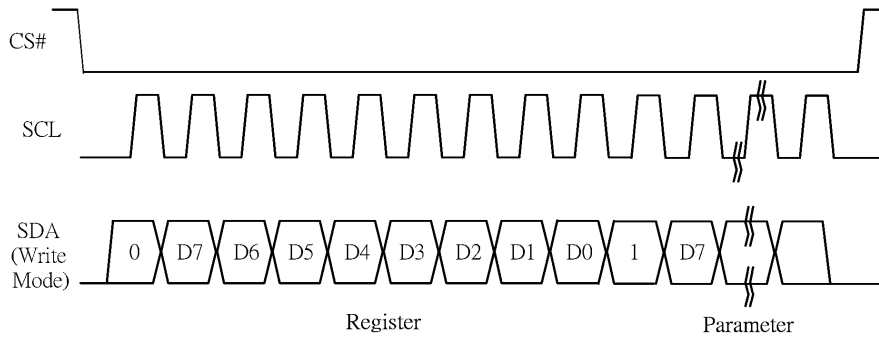 CS#
SCL
SDA
(Write
Mode)
0 D7 D6 D5 D4 D3 D2 D1 D0 1 D7
Register Parameter